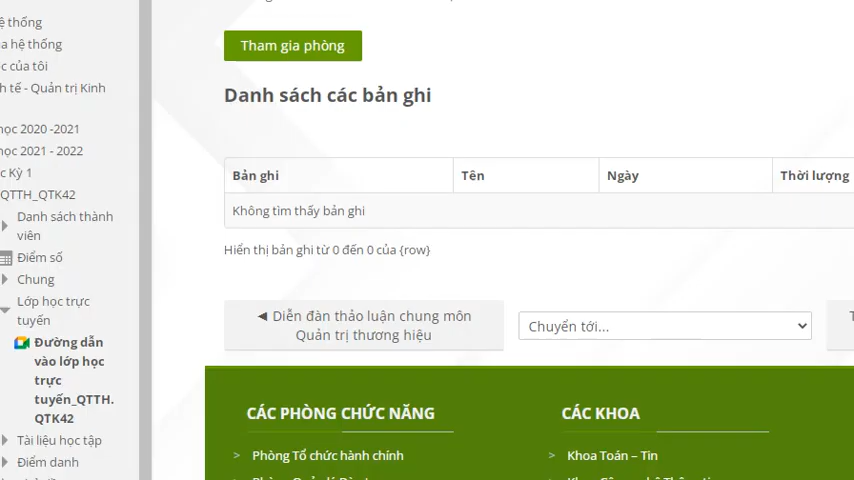 ệ thống
a hệ thống
c của tôi
h tế - Quản trị Kinh
học 2020 -2021
học 2021 - 2022
c Kỳ 1
QTTH_QTK42
Danh sách thành
viên
Điểm số
Chung
Lớp học trực
tuyến
Đường dẫn
vào lớp học
trực
tuyến_QTTH.
QTK42
Tài liệu học tập
Điểm danh
Tham gia phòng
Danh sách các bản ghi
Bản ghi Tên Ngày Thời lượng
Không tìm thấy bản ghi
Hiển thị bản ghi từ 0 đến 0 của {row}
◄ Diễn đàn thảo luận chung môn
Quản trị thương hiệu
Chuyển tới...
CÁC PHÒNG CHỨC NĂNG
> Phòng Tổ chức hành chính
CÁC KHOA
> Khoa Toán – Tin